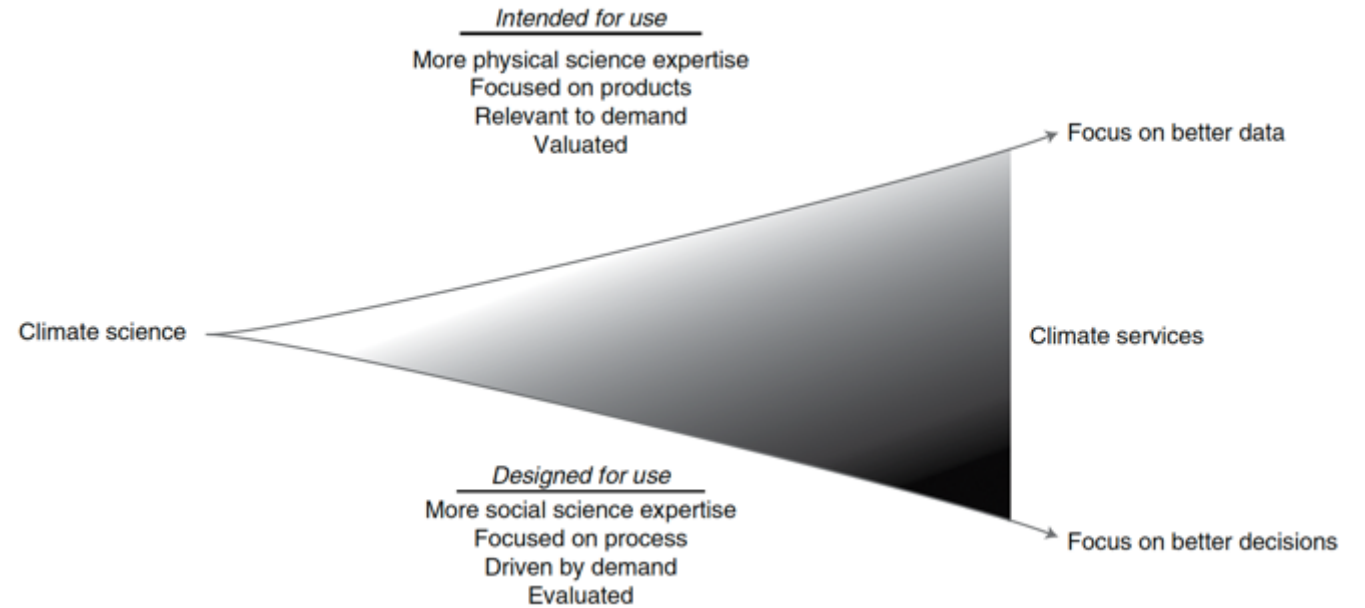 Intended for use
More physical science expertise
Focused on products
Relevant to demand
Valuated
Focus on better data
Climate science
Climate services
Designed for use
More social science expertise
Focused on process
Driven by demand
Evaluated
Focus on better decisions